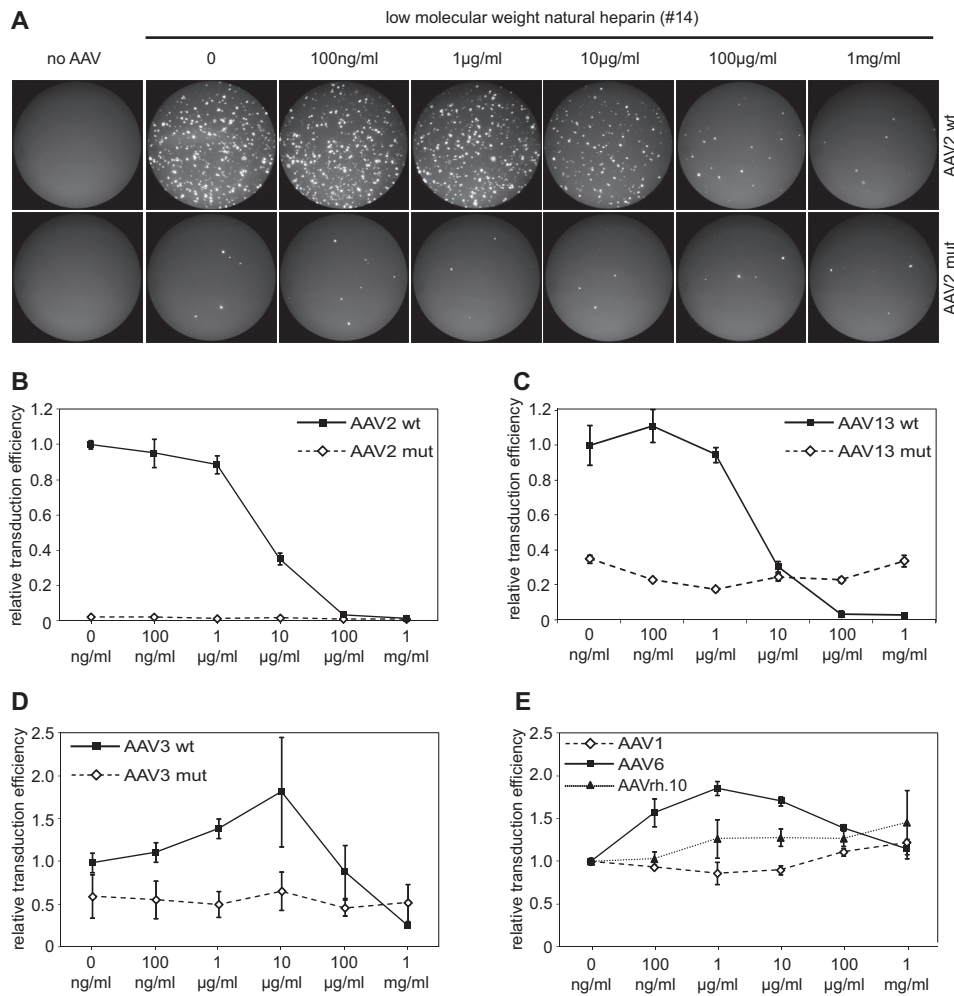 A
low molecular weight natural heparin (#14)
no AAV 0 100ng/ml 1µg/ml 10µg/ml 100µg/ml 1mg/ml
AAV2 wt
AAV2 mut
B
relative transduction efficiency
1.2
1.0
0.8
0.6
0.4
0.2
0
AAV2 wt
AAV2 mut
0 100 1 10 100 1
ng/ml ng/ml µg/ml µg/ml µg/ml mg/ml
C
relative transduction efficiency
1.2
1.0
0.8
0.6
0.4
0.2
0
AAV13 wt
AAV13 mut
0 100 1 10 100 1
ng/ml ng/ml µg/ml µg/ml µg/ml mg/ml
D
relative transduction efficiency
2.5
2.0
1.5
1.0
0.5
0
AAV3 wt
AAV3 mut
0 100 1 10 100 1
ng/ml ng/ml µg/ml µg/ml µg/ml mg/ml
E
relative transduction efficiency
2.5
2.0
1.5
1.0
0.5
0
AAV1
AAV6
AAVrh.10
0 100 1 10 100 1
ng/ml ng/ml µg/ml µg/ml µg/ml mg/ml